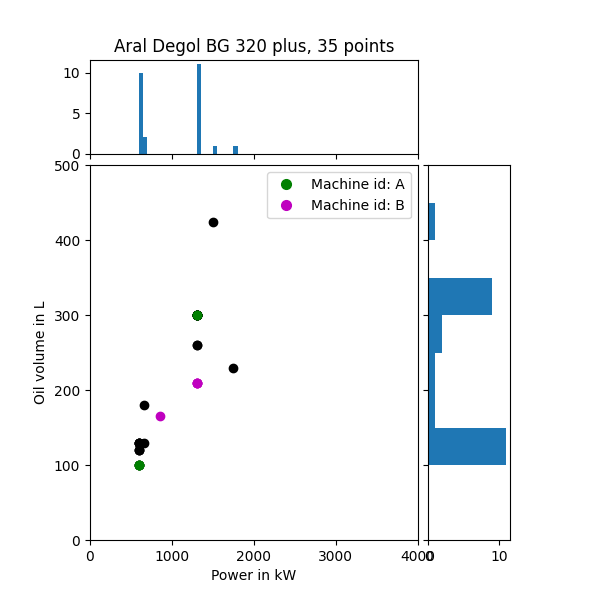 Aral Degol BG 320 plus, 35 points
10
5
0
500
400
300
200
100
0
Oil volume in L
Machine id: A
Machine id: B
0 1000 2000 3000 4000
0 10
Power in kW